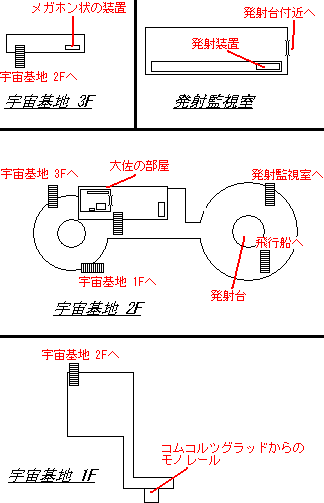 メガホン状の装置
宇宙基地 2Fへ
宇宙基地 3F
発射台付近へ
発射装置
発射監視室
宇宙基地 3Fへ
大佐の部屋
発射監視室へ
飛行船へ
宇宙基地 1Fへ
発射台
宇宙基地 2F
宇宙基地 2Fへ
コムコルツグラッドからの
モノレール
宇宙基地 1F